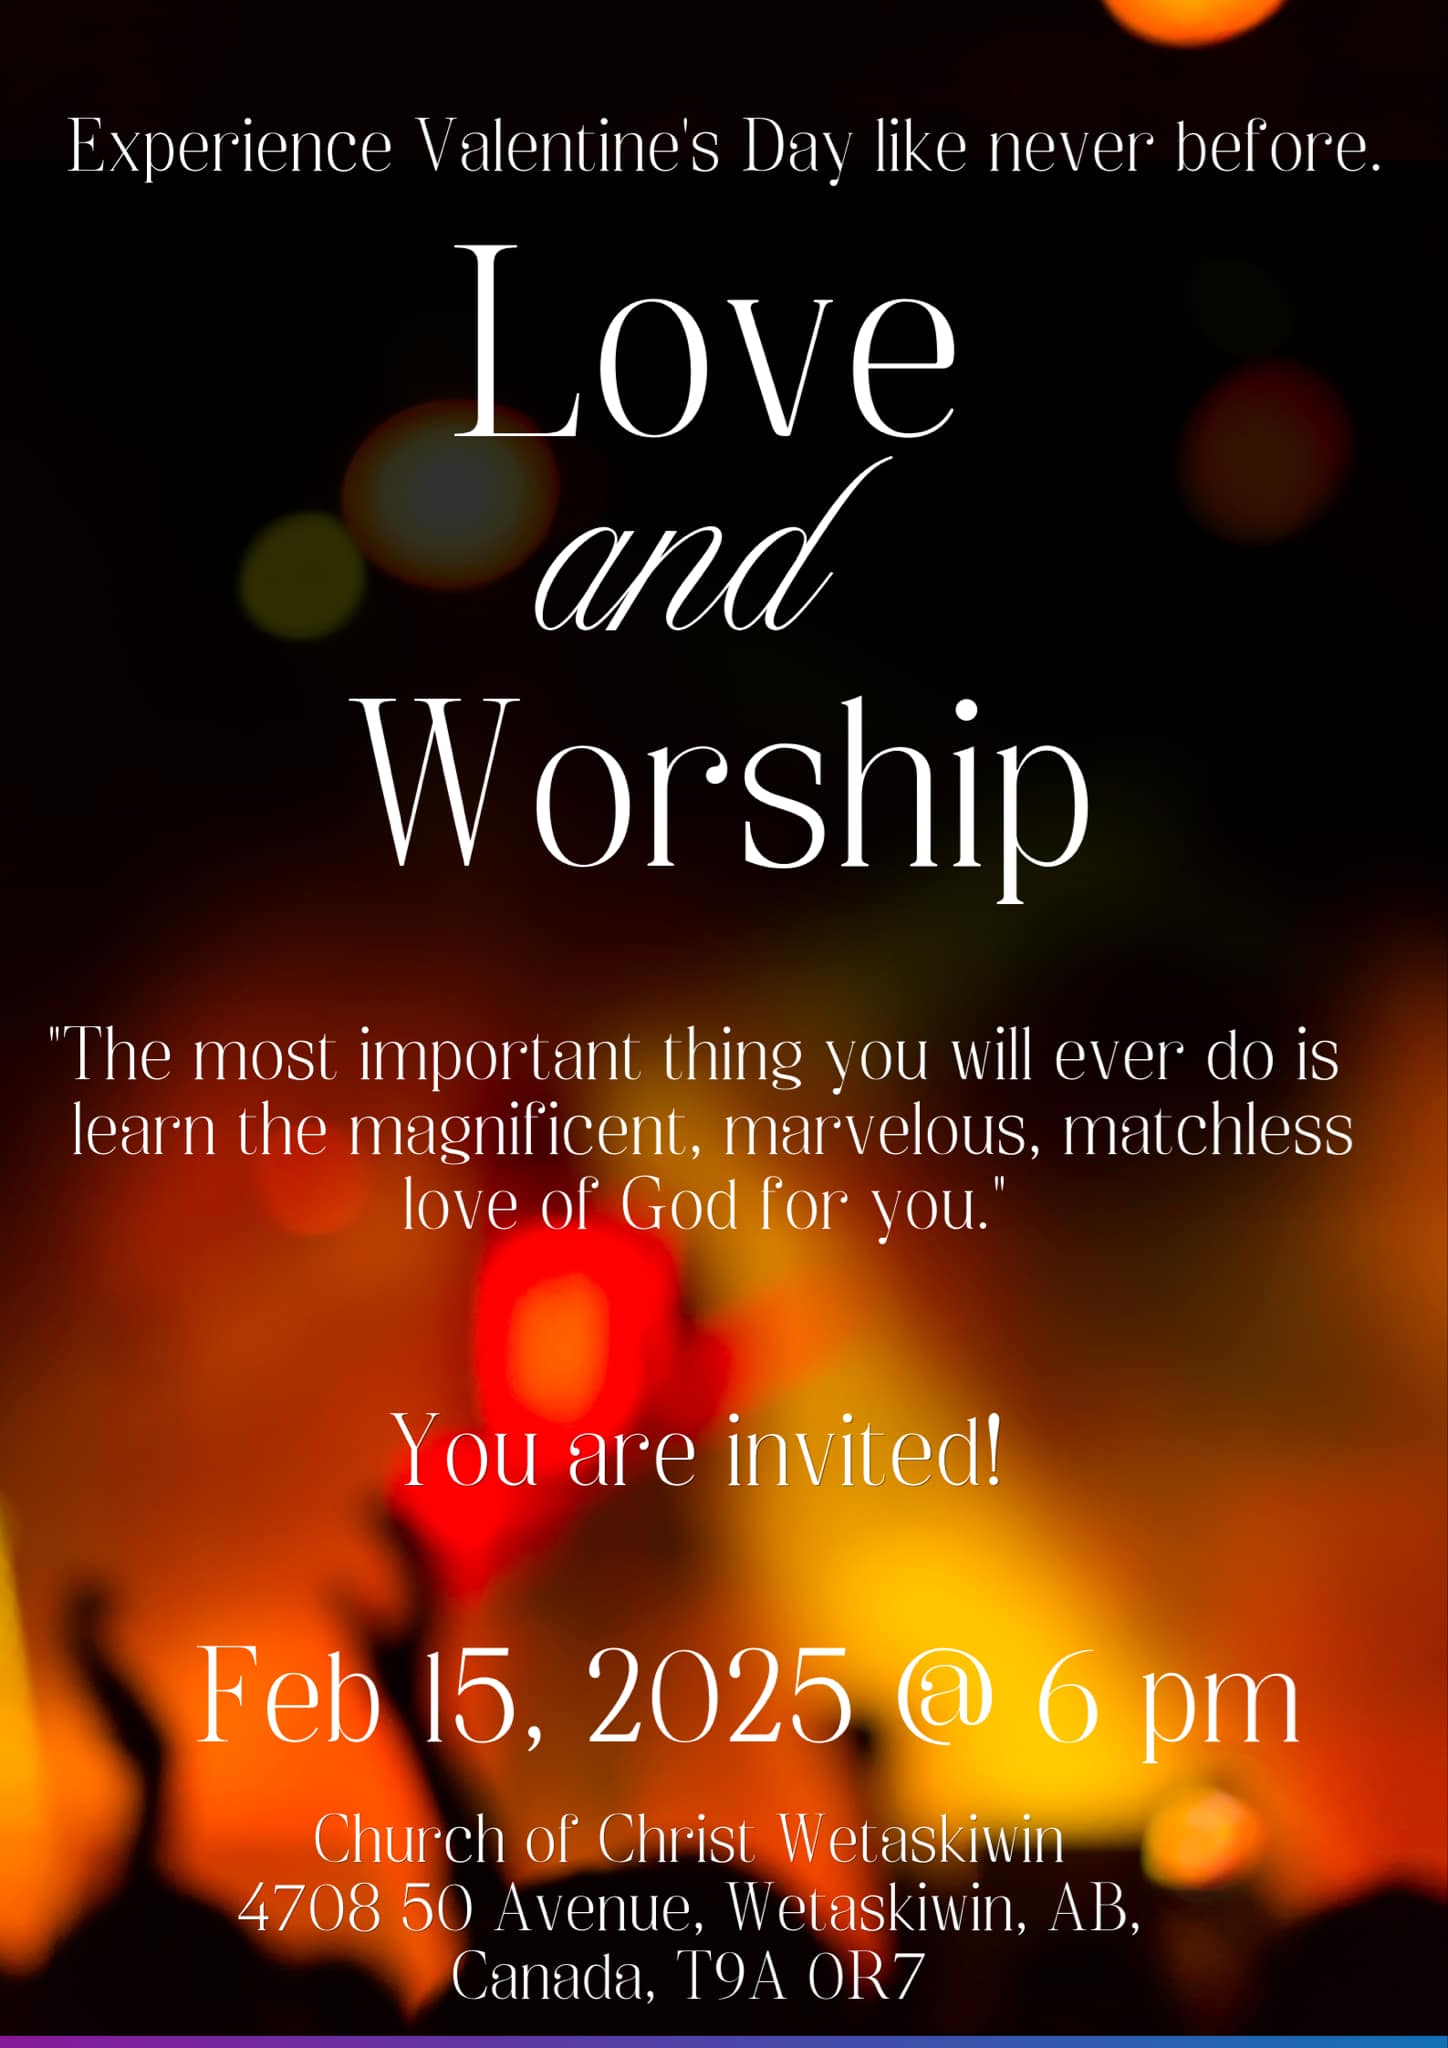 Experience Valentine's Day like never before.
Love
and
Worship
"The most important thing you will ever do is
learn the magnificent, marvelous, matchless
love of God for you."
You are invited!
Feb 15, 2025 @ 6 pm
Church of Christ Wetaskiwin
4708 50 Avenue, Wetaskiwin, AB,
Canada, T9A 0R7